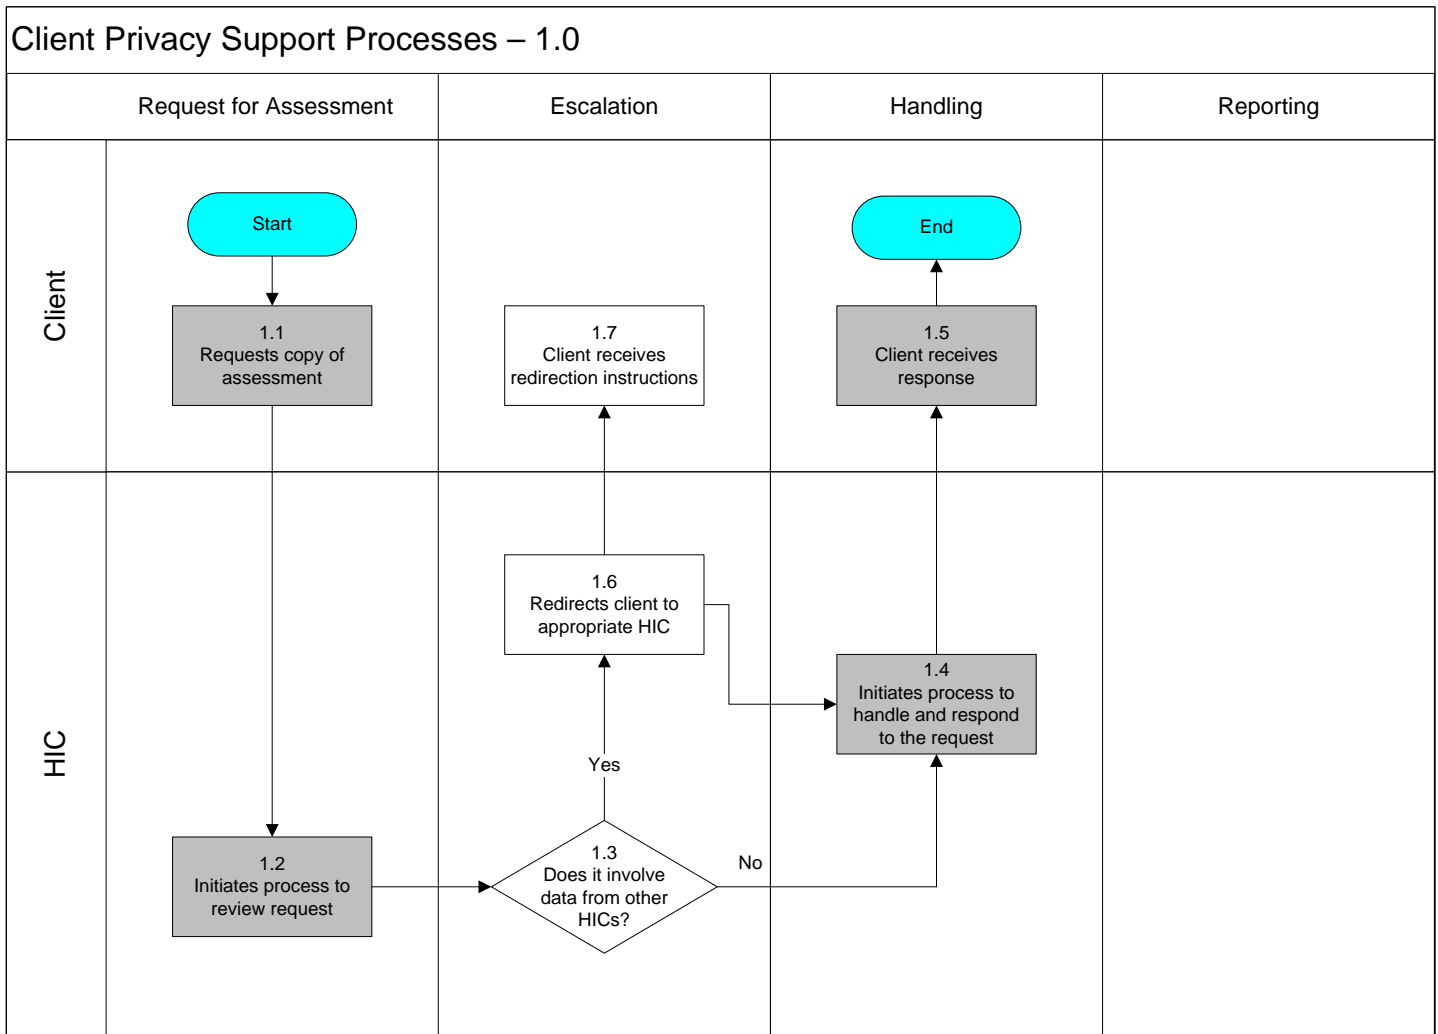 Client Privacy Support Processes – 1.0
Request for Assessment
Escalation
Handling
Reporting
Client
Start
End
1.1
Requests copy of
assessment
1.7
Client receives
redirection instructions
1.5
Client receives
response
HIC
1.6
Redirects client to
appropriate HIC
1.4
Initiates process to
handle and respond
to the request
Yes
1.2
Initiates process to
review request
1.3
Does it involve
data from other
HICs?
No